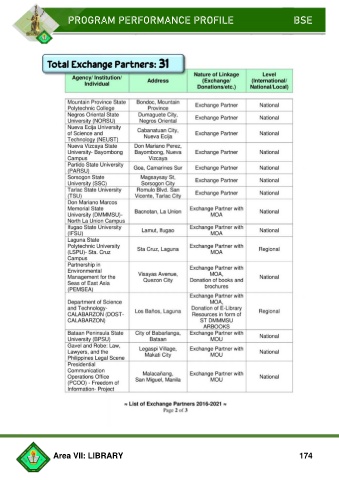 PROGRAM PERFORMANCE PROFILE BSE
Total Exchange Partners: 31
Agency/ Institution/ Individual
Address
Nature of Linkage (Exchange/ Donations/etc.)
Level (International/ National/Local)
Mountain Province State Polytechnic College
Bondoc, Mountain Province
Exchange Partner
National
Negros Oriental State University (NORSU)
Dumaguete City, Negros Oriental
Exchange Partner
National
Nueva Ecija University of Science and Technology (NEUST)
Cabanatuan City, Nueva Ecija
Exchange Partner
National
Nueva Vizcaya State University- Bayombong Campus
Don Mariano Perez, Bayombong, Nueva Vizcaya
Exchange Partner
National
Partido State University (PARSU)
Goa, Camarines Sur
Exchange Partner
National
Sorsogon State University (SSC)
Magsaysay St, Sorsogon City
Exchange Partner
National
Tarlac State University (TSU)
Romulo Blvd. San Vicente, Tarlac City
Exchange Partner
National
Don Mariano Marcos Memorial State University (DMMMSU)- North La Union Campus
Bacnotan, La Union
Exchange Partner with MOA
National
Ifugao State University (IFSU)
Lamut, Ifugao
Exchange Partner with MOA
National
Laguna State Polytechnic University (LSPU)- Sta. Cruz Campus
Sta Cruz, Laguna
Exchange Partner with MOA
Regional
Partnership in Environmental Management for the Seas of East Asia (PEMSEA)
Visayas Avenue, Quezon City
Exchange Partner with MOA, Donation of books and brochures
National
Department of Science and Technology- CALABARZON (DOST- CALABARZON)
Los Baños, Laguna
Exchange Partner with MOA, Donation of E-Library Resources in form of ST DMMMSU ARBOOKS
Regional
Bataan Peninsula State University (BPSU)
City of Balanga, Bataan
Exchange Partner with MOU
National
Gavel and Robe: Law, Lawyers, and the Philippines Legal Scene
Legaspi Village, Makati City
Exchange Partner with MOU
National
Presidential Communication Operations Office (PCOO) - Freedom of Information- Project
Malacañang, San Miguel, Manila
Exchange Partner with MOU
National
= List of Exchange Partners 2016-2021 =
Page 2 of 3
Area VII: LIBRARY 174